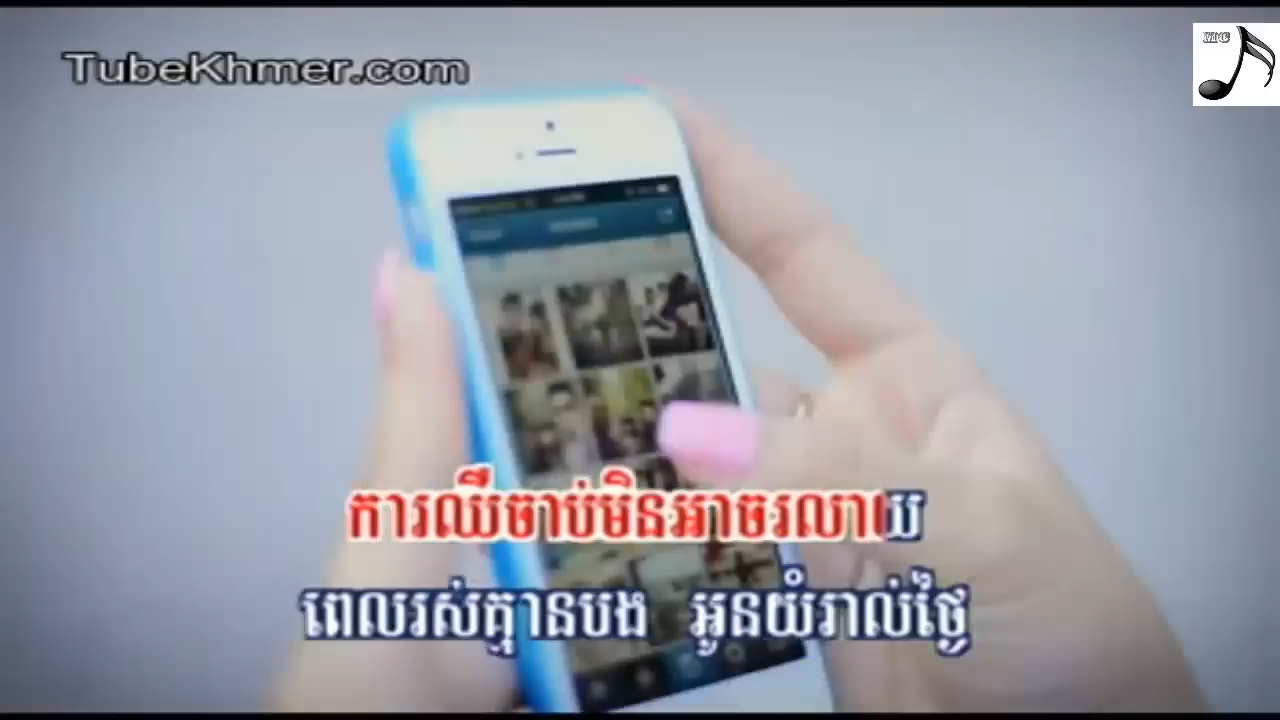 TubeKhmer.com
MG
ការឈឺចាប់មិនអាចរលាយ
ពេលរស់គ្មានបង អូនយំរាល់ថ្ងៃ